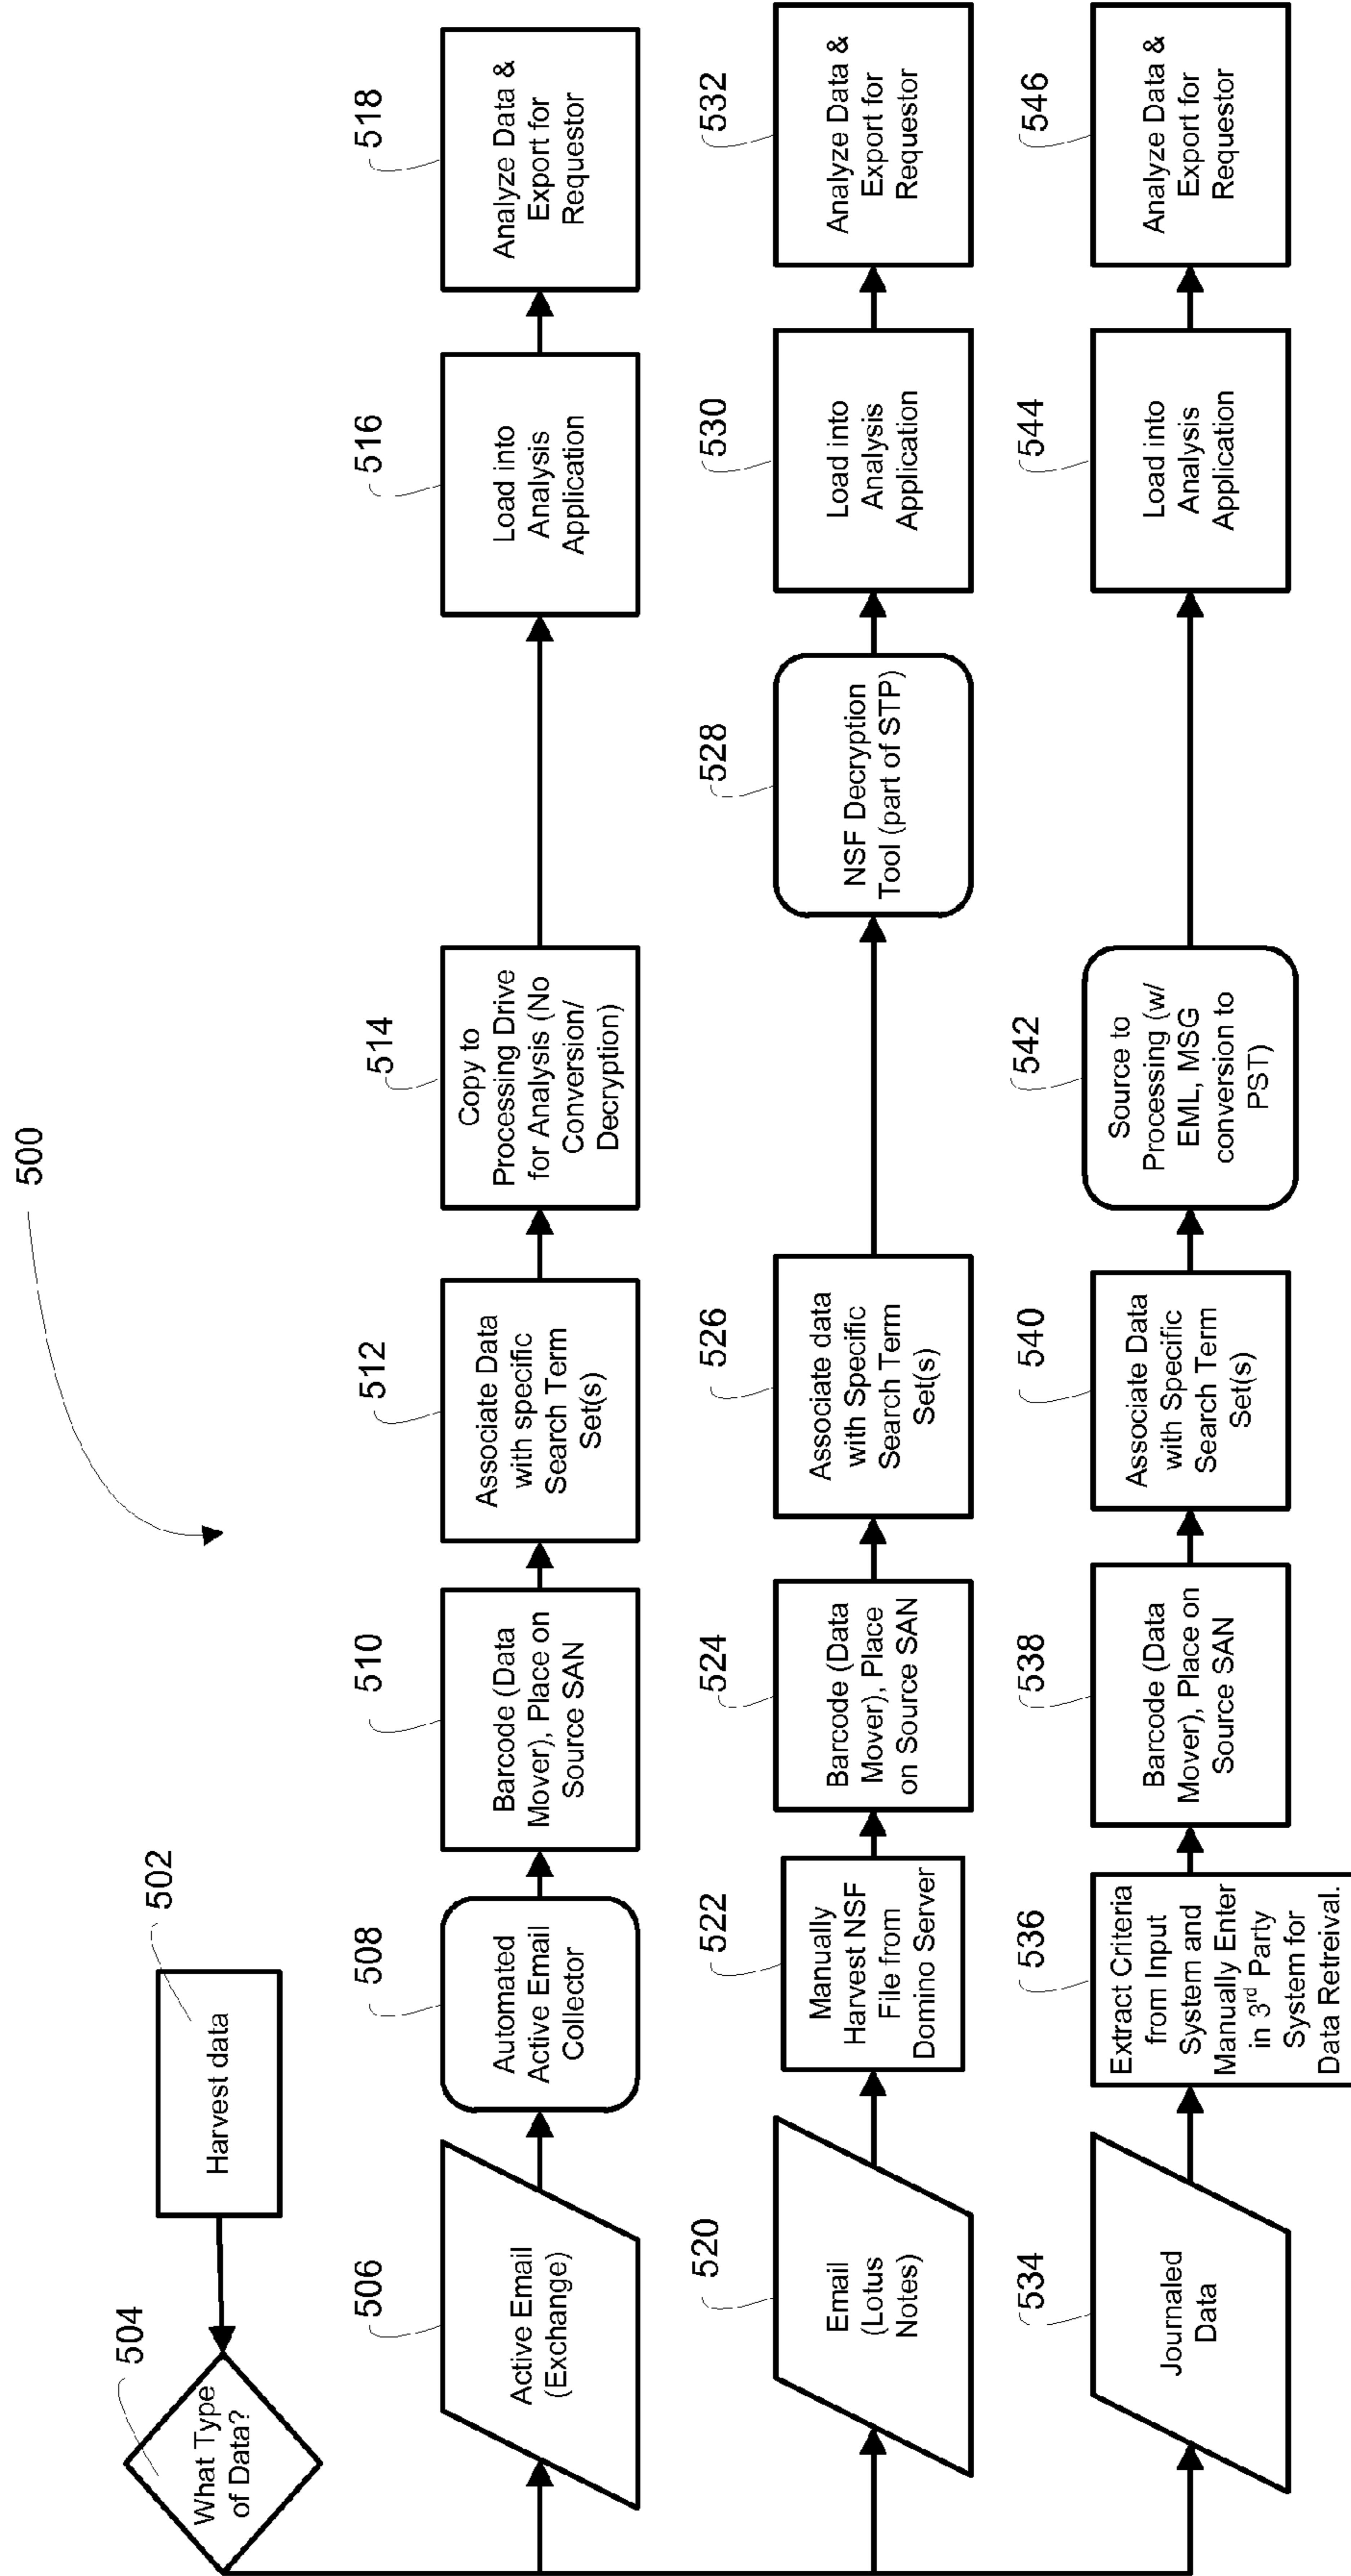 500
502
Harvest data
504
What Type
of Data?
506
Active Email
(Exchange)
508
Automated
Active Email
Collector
510
Barcode (Data
Mover), Place on
Source SAN
512
Associate Data
with specific
Search Term
Set(s)
514
Copy to
Processing Drive
for Analysis (No
Conversion/
Decryption)
516
Load into
Analysis
Application
518
Analyze Data &
Export for
Requestor
520
Email
(Lotus
Notes)
522
Manually
Harvest NSF
File from
Domino Server
524
Barcode (Data
Mover), Place
on Source SAN
526
Associate data
with Specific
Search Term
Set(s)
528
NSF Decryption
Tool (part of STP)
530
Load into
Analysis
Application
532
Analyze Data &
Export for
Requestor
534
Journaled
Data
536
Extract Criteria
from Input
System and
Manually Enter
in 3rd Party
System for
Data Retreival.
538
Barcode (Data
Mover), Place on
Source SAN
540
Associate Data
with Specific
Search Term
Set(s)
542
Source to
Processing (w/
EML, MSG
conversion to
PST)
544
Load into
Analysis
Application
546
Analyze Data &
Export for
Requestor